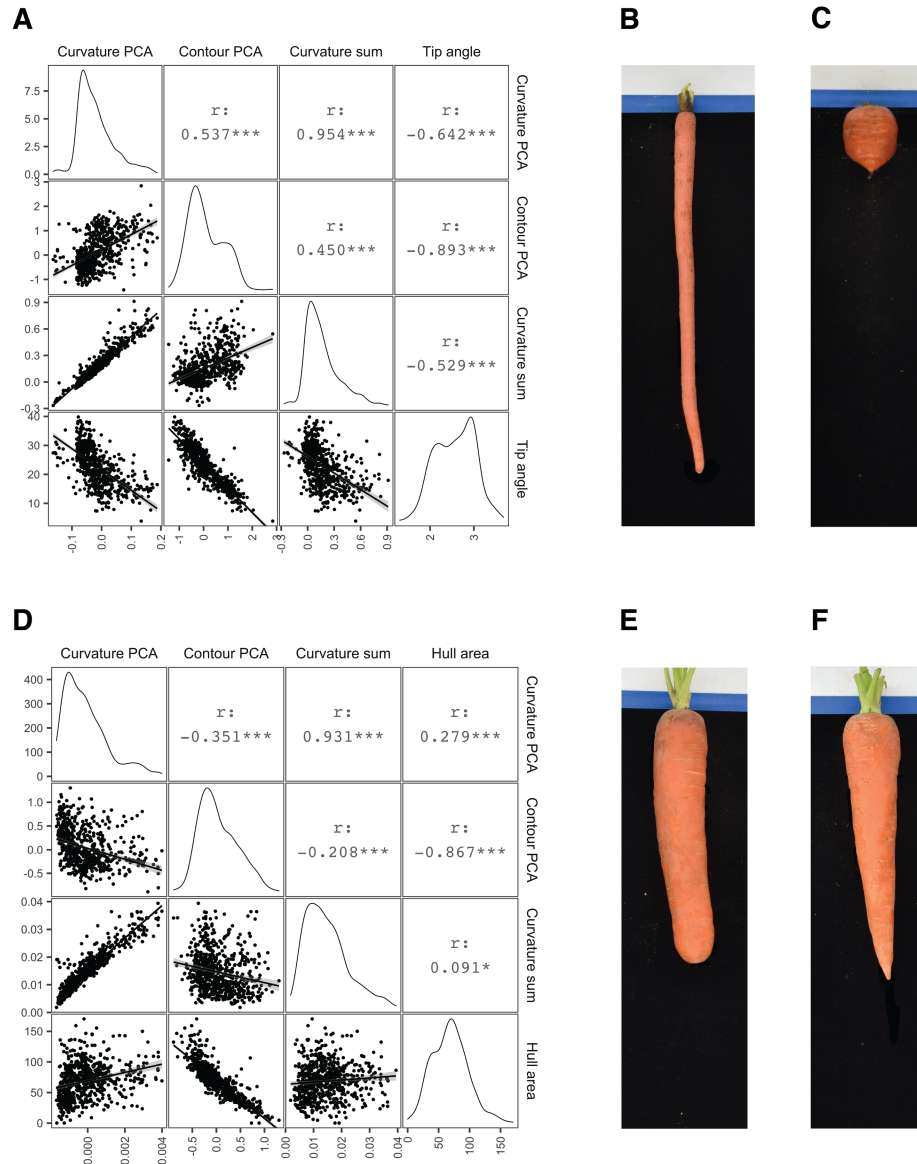 A
B
C
Curvature PCA Contour PCA Curvature sum Tip angle
7.5
5.0
2.5
0.0
r:
0.537***
r:
0.954***
r:
-0.642***
Curvature PCA
3
2
1
0
-1
r:
0.450***
r:
-0.893***
Contour PCA
0.9
0.6
0.3
0.0
-0.3
r:
-0.529***
Curvature sum
40
30
20
10
Tip angle
-0.1 0.0 0.1 0.2
-1 0 1 2 3
-0.3 0.0 0.3 0.6 0.9
2 3
D
E
F
Curvature PCA Contour PCA Curvature sum Hull area
400
300
200
100
0
r:
-0.351***
r:
0.931***
r:
0.279***
Curvature PCA
1.0
0.5
0.0
-0.5
r:
-0.208***
r:
-0.867***
Contour PCA
0.04
0.03
0.02
0.01
0.00
r:
0.091*
Curvature sum
150
100
50
0
Hull area
0.000 0.002 0.004
-0.5 0.0 0.5 1.0
0.00 0.01 0.02 0.03 0.04
0 50 100 150